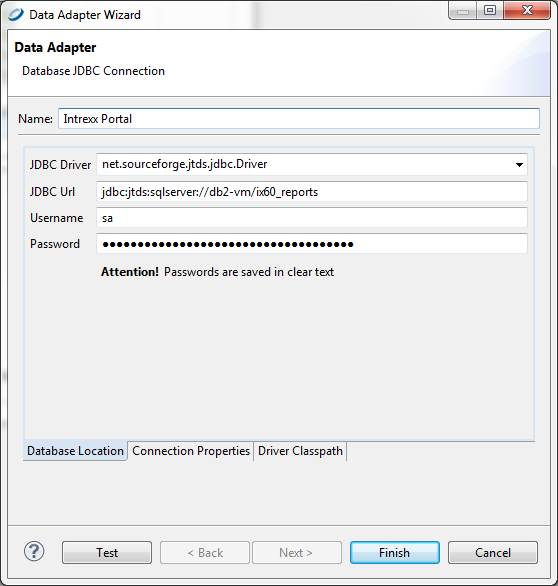 Data Adapter Wizard
Data Adapter
Database JDBC Connection
Name: Intrexx Portal
JDBC Driver net.sourceforge.jtds.jdbc.Driver
JDBC Url jdbc:jtds:sqlserver://db2-vm/ix60_reports
Username sa
Password ●●●●●●●●●●●●●●●●●●●●●●●●●●●●●●●●●●●●
Attention! Passwords are saved in clear text
Database Location Connection Properties Driver Classpath
? Test < Back Next > Finish Cancel